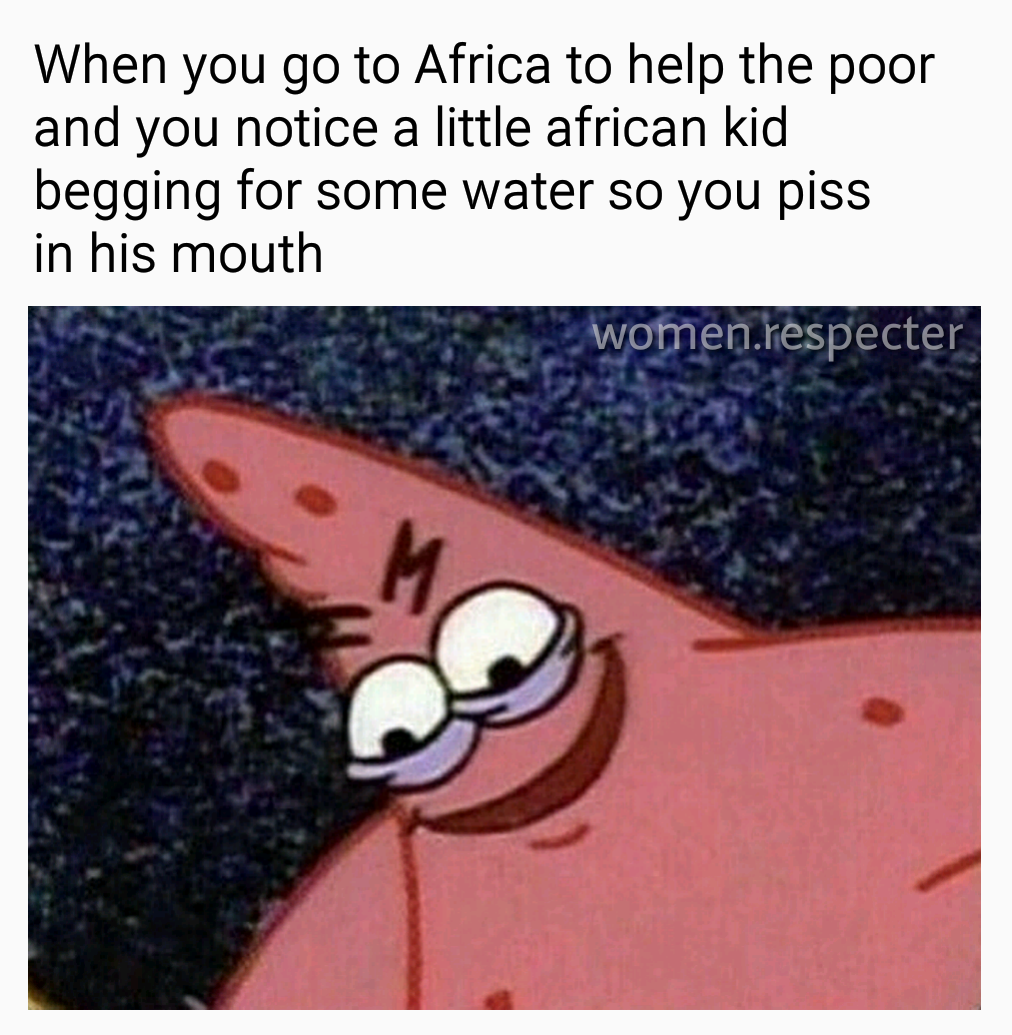 When you go to Africa to help the poor
and you notice a little african kid
begging for some water so you piss
in his mouth
women.respecter